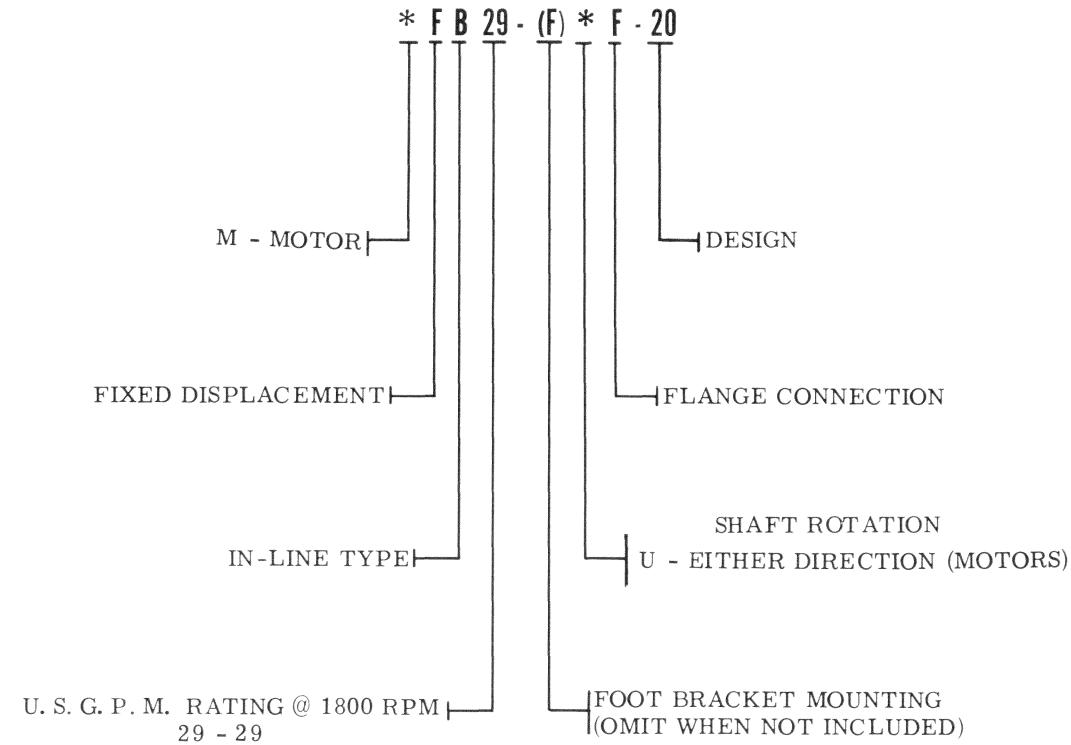 * F B 29 - (F) * F - 20
M - MOTOR
DESIGN
FIXED DISPLACEMENT
FLANGE CONNECTION
SHAFT ROTATION
IN-LINE TYPE
U - EITHER DIRECTION (MOTORS)
U. S. G. P. M. RATING @ 1800 RPM
29 - 29
FOOT BRACKET MOUNTING
(OMIT WHEN NOT INCLUDED)